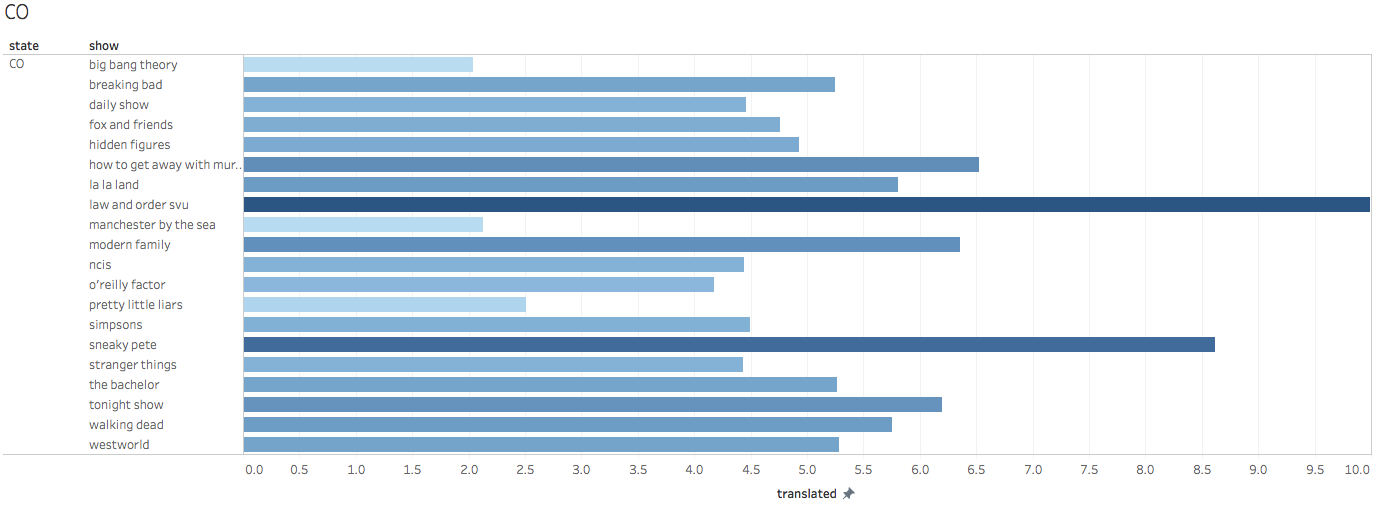 CO
state show
CO big bang theory
breaking bad
daily show
fox and friends
hidden figures
how to get away with mur..
la la land
law and order svu
manchester by the sea
modern family
ncis
o'reilly factor
pretty little liars
simpsons
sneaky pete
stranger things
the bachelor
tonight show
walking dead
westworld
0.0 0.5 1.0 1.5 2.0 2.5 3.0 3.5 4.0 4.5 5.0 5.5 6.0 6.5 7.0 7.5 8.0 8.5 9.0 9.5 10.0
translated